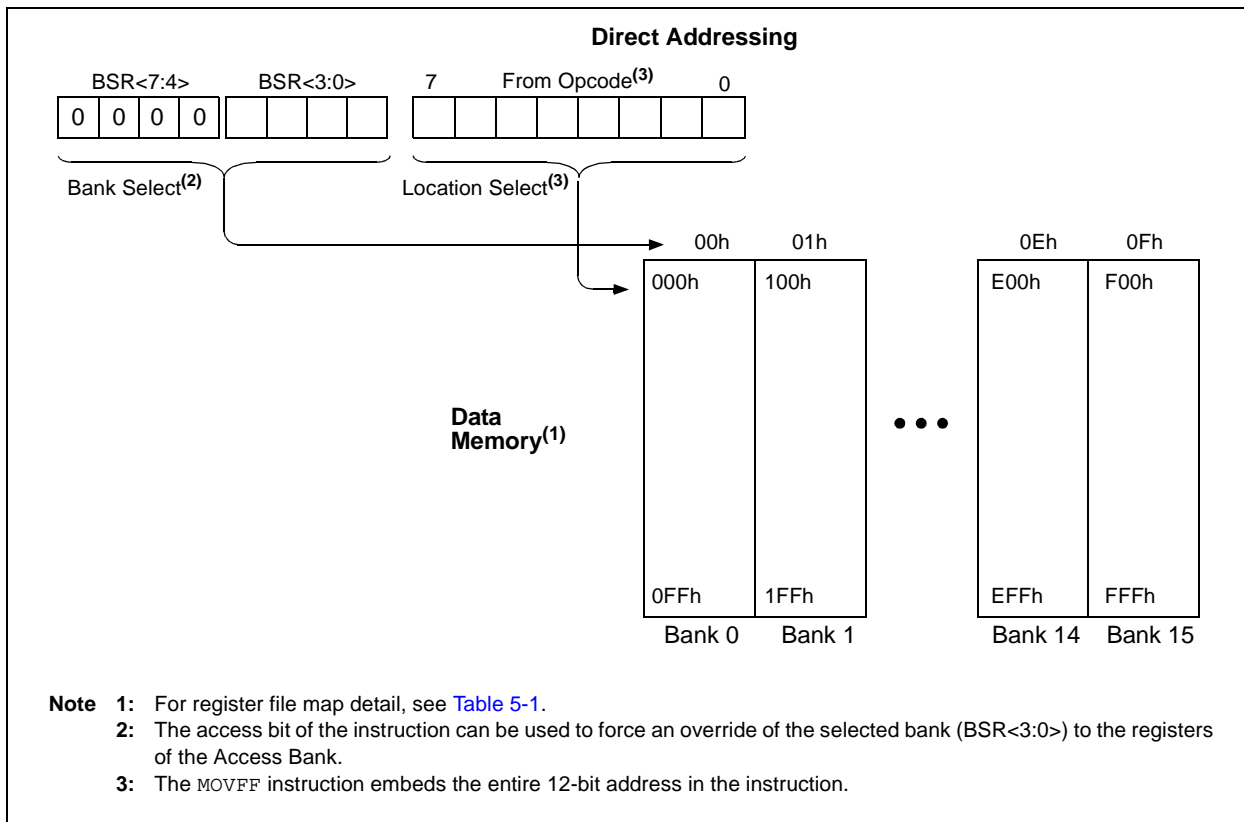 Direct Addressing
BSR<7:4> BSR<3:0> 7 From Opcode(3) 0
0 0 0 0
Bank Select(2) Location Select(3)
00h 01h 0Eh 0Fh
000h 100h E00h F00h
Data
Memory(1)
0FFh 1FFh EFFh FFFh
Bank 0 Bank 1 Bank 14 Bank 15
Note 1: For register file map detail, see Table 5-1.
2: The access bit of the instruction can be used to force an override of the selected bank (BSR<3:0>) to the registers
of the Access Bank.
3: The MOVFF instruction embeds the entire 12-bit address in the instruction.